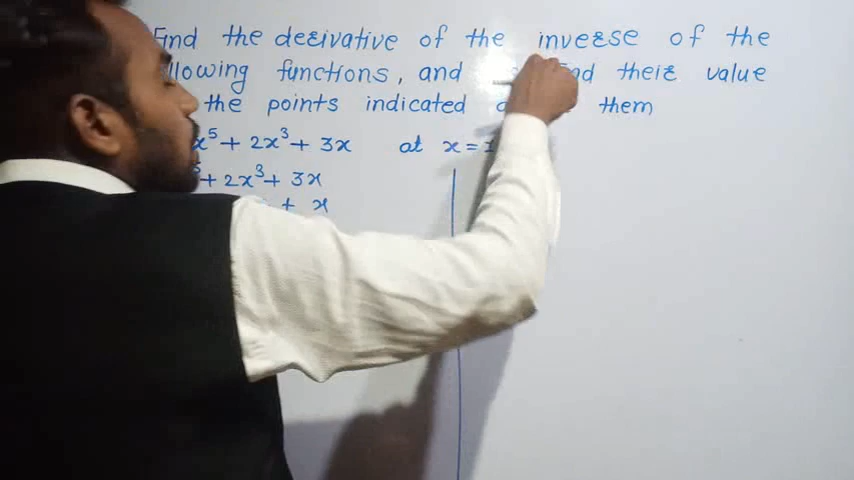 Find the derivative of the inverse of the
functions, and their value
the points indicated them
x⁵ + 2x³ + 3x at x = 1
+ 2x³ + 3x
+ x